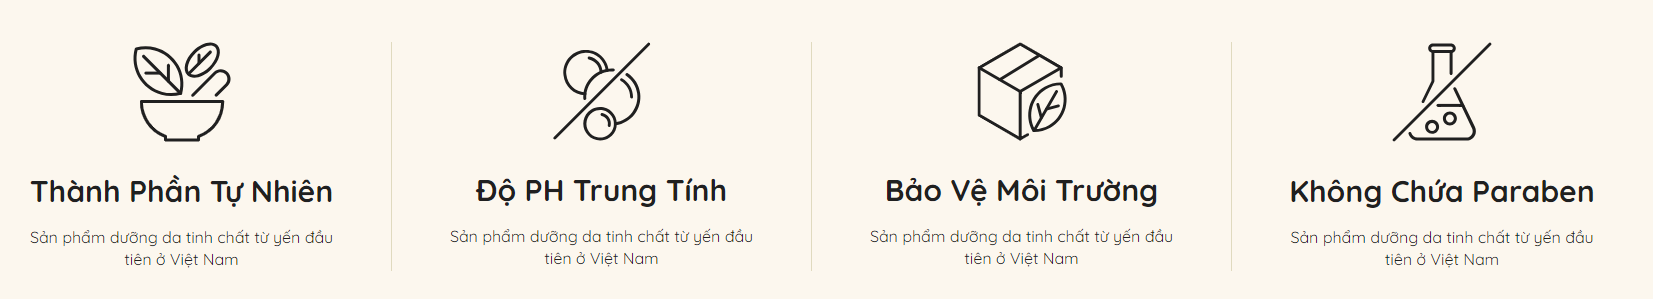 Thành Phần Tự Nhiên
Sản phẩm dưỡng da tinh chất từ yến đầu
tiên ở Việt Nam
Độ PH Trung Tính
Sản phẩm dưỡng da tinh chất từ yến đầu
tiên ở Việt Nam
Bảo Vệ Môi Trường
Sản phẩm dưỡng da tinh chất từ yến đầu
tiên ở Việt Nam
Không Chứa Paraben
Sản phẩm dưỡng da tinh chất từ yến đầu
tiên ở Việt Nam